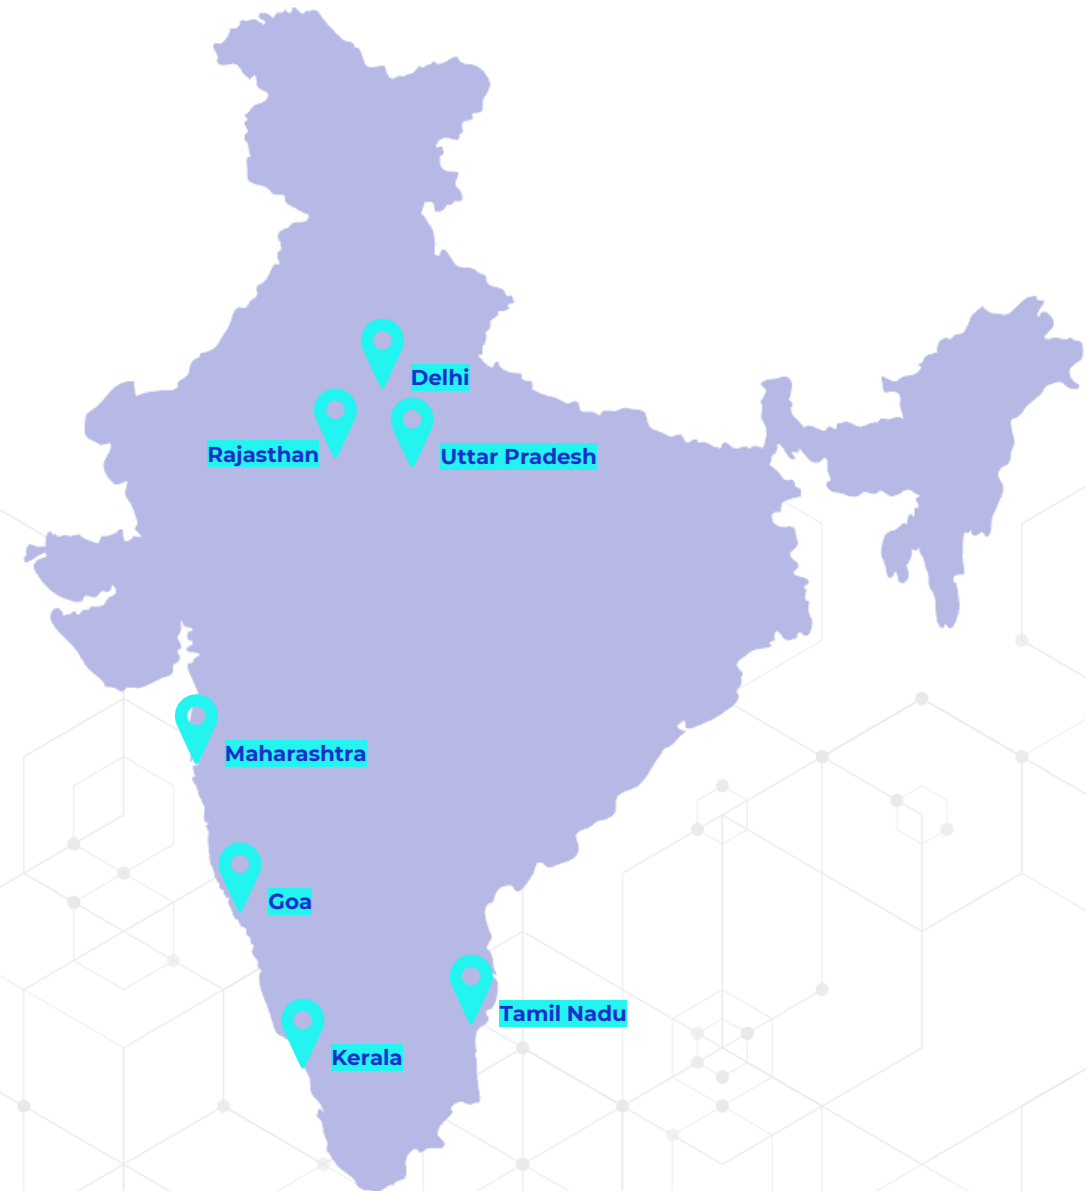 Delhi
Rajasthan
Uttar Pradesh
Maharashtra
Goa
Tamil Nadu
Kerala